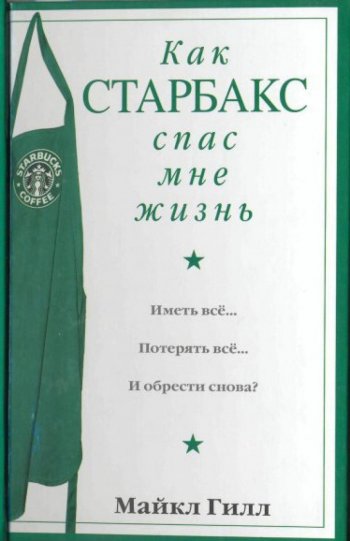 Как
СТАРБАКС
спас
мне
жизнь
STARBUCKS
COFFEE
Иметь всё...
Потерять всё...
И обрести снова?
Майкл Гилл